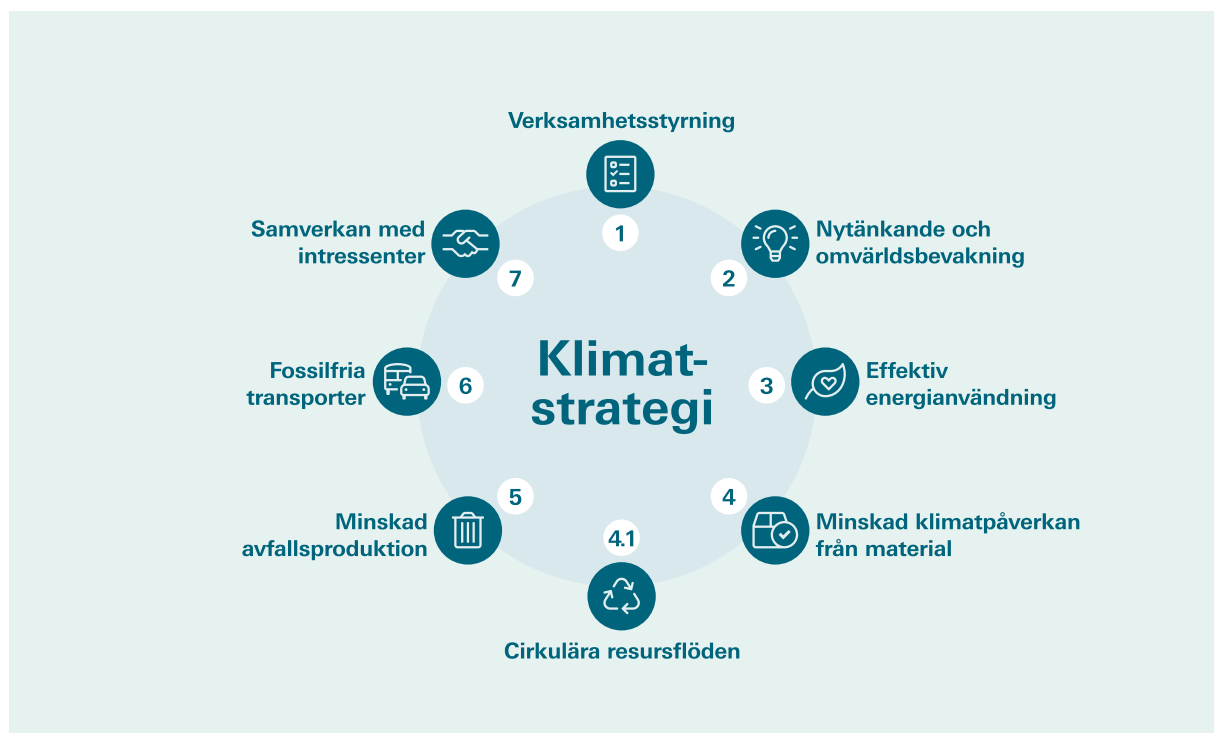 Verksamhetsstyrning
1
Nytänkande och
omvärldsbevakning
2
Effektiv
energianvändning
3
Minskad klimatpåverkan
från material
4
4.1
Cirkulära resursflöden
Minskad
avfallsproduktion
5
Fossilfria
transporter
6
Samverkan med
intressenter
7
Klimat-
strategi